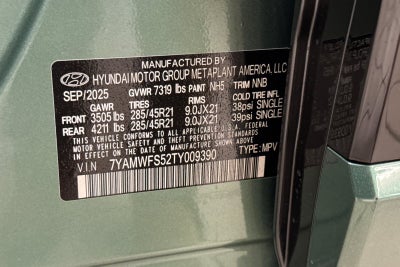 MANUFACTURED BY
HYUNDAI MOTOR GROUP METAPLANT AMERICA, LLC
SEP/2025 GVWR 7319 lbs PAINT NH5 TRIM NNB
GAWR TIRES RIMS COLD TIRE INFL
FRONT 3505 lbs 285/45R21 9.0JX21 38psi SINGLE
REAR 4211 lbs 285/45R21 9.0JX21 39psi SINGLE
THIS VEHICLE CONFORMS TO ALL APPLICABLE U.S.A. FEDERAL
MOTOR VEHICLE SAFETY AND THEFT PREVENTION STANDARDS
IN EFFECT ON THE DATE OF MANUFACTURE SHOWN ABOVE.
V.I.N 7YAMWFS52TY009390 TYPE: MPV